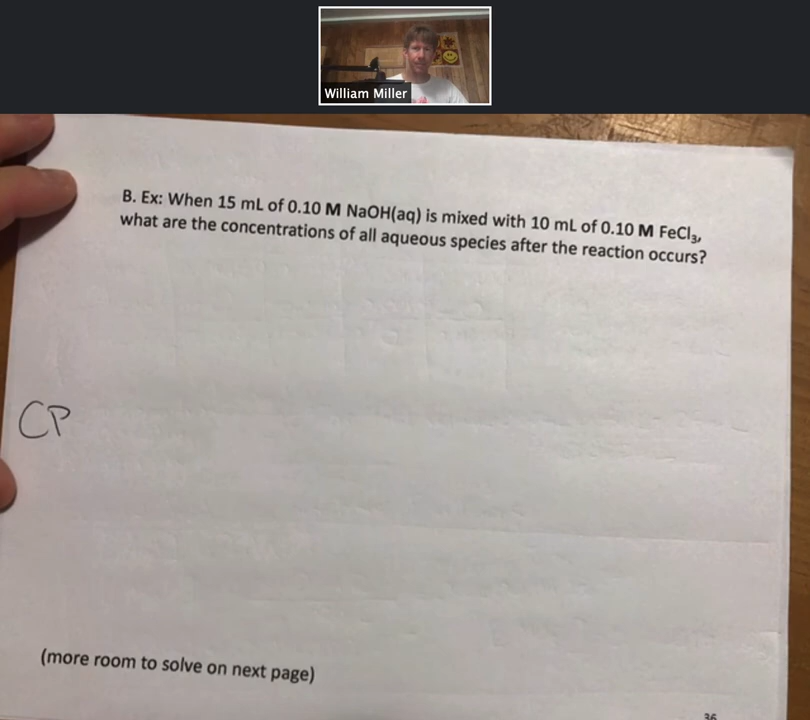 William Miller
B. Ex: When 15 mL of 0.10 M NaOH(aq) is mixed with 10 mL of 0.10 M FeCl₃,
what are the concentrations of all aqueous species after the reaction occurs?
CP
(more room to solve on next page)
36